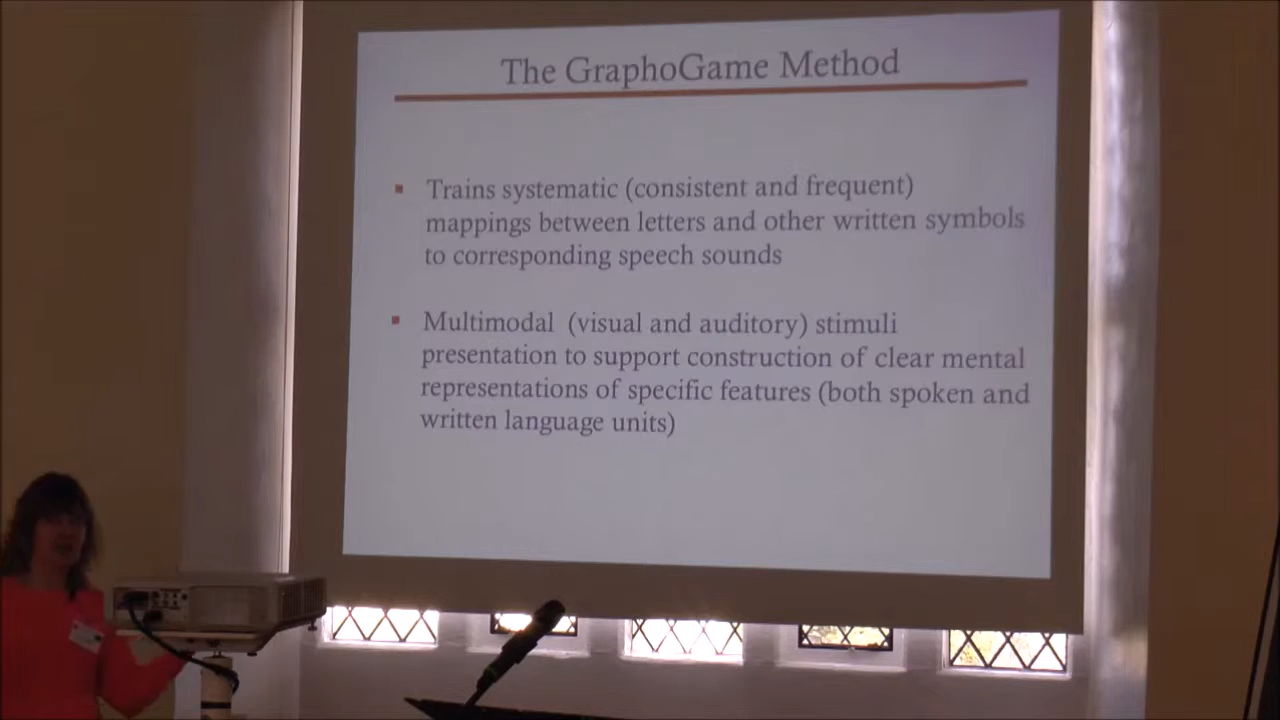 The GraphoGame Method
▪ Trains systematic (consistent and frequent)
mappings between letters and other written symbols
to corresponding speech sounds
▪ Multimodal (visual and auditory) stimuli
presentation to support construction of clear mental
representations of specific features (both spoken and
written language units)